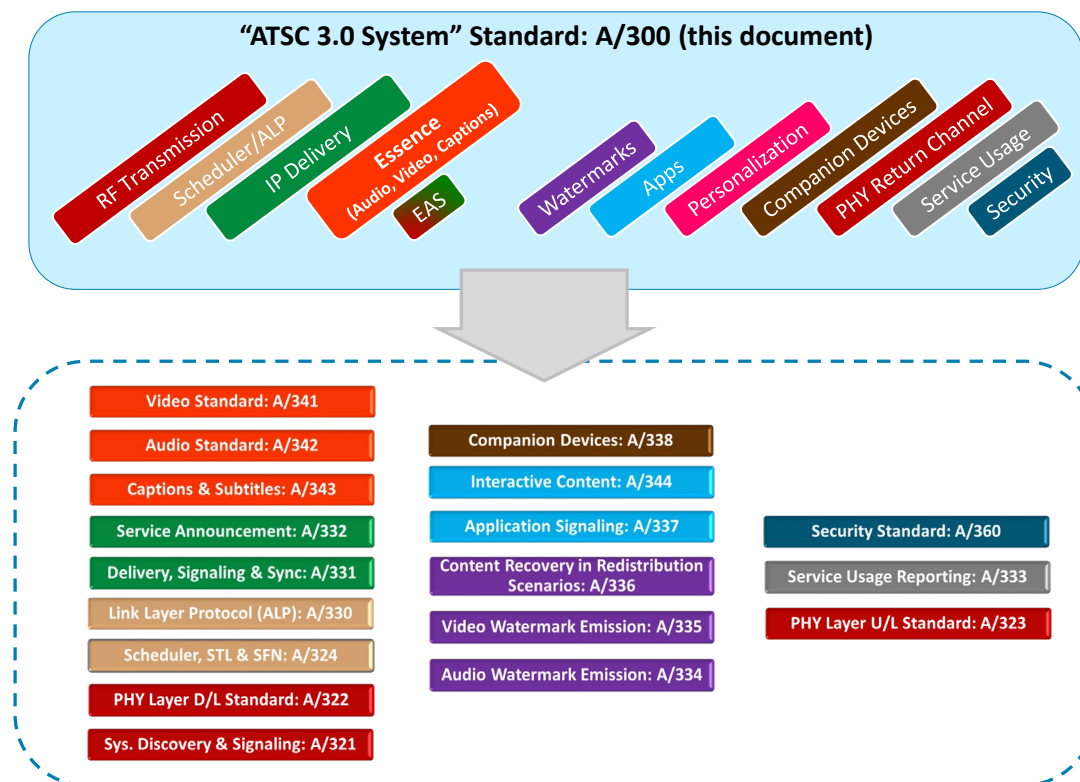 “ATSC 3.0 System” Standard: A/300 (this document)
RF Transmission
Scheduler/ALP
IP Delivery
Essence
(Audio, Video, Captions)
EAS
Watermarks
Apps
Personalization
Companion Devices
PHY Return Channel
Service Usage
Security
Video Standard: A/341
Audio Standard: A/342
Captions & Subtitles: A/343
Service Announcement: A/332
Delivery, Signaling & Sync: A/331
Link Layer Protocol (ALP): A/330
Scheduler, STL & SFN: A/324
PHY Layer D/L Standard: A/322
Sys. Discovery & Signaling: A/321
Companion Devices: A/338
Interactive Content: A/344
Application Signaling: A/337
Content Recovery in Redistribution
Scenarios: A/336
Video Watermark Emission: A/335
Audio Watermark Emission: A/334
Security Standard: A/360
Service Usage Reporting: A/333
PHY Layer U/L Standard: A/323